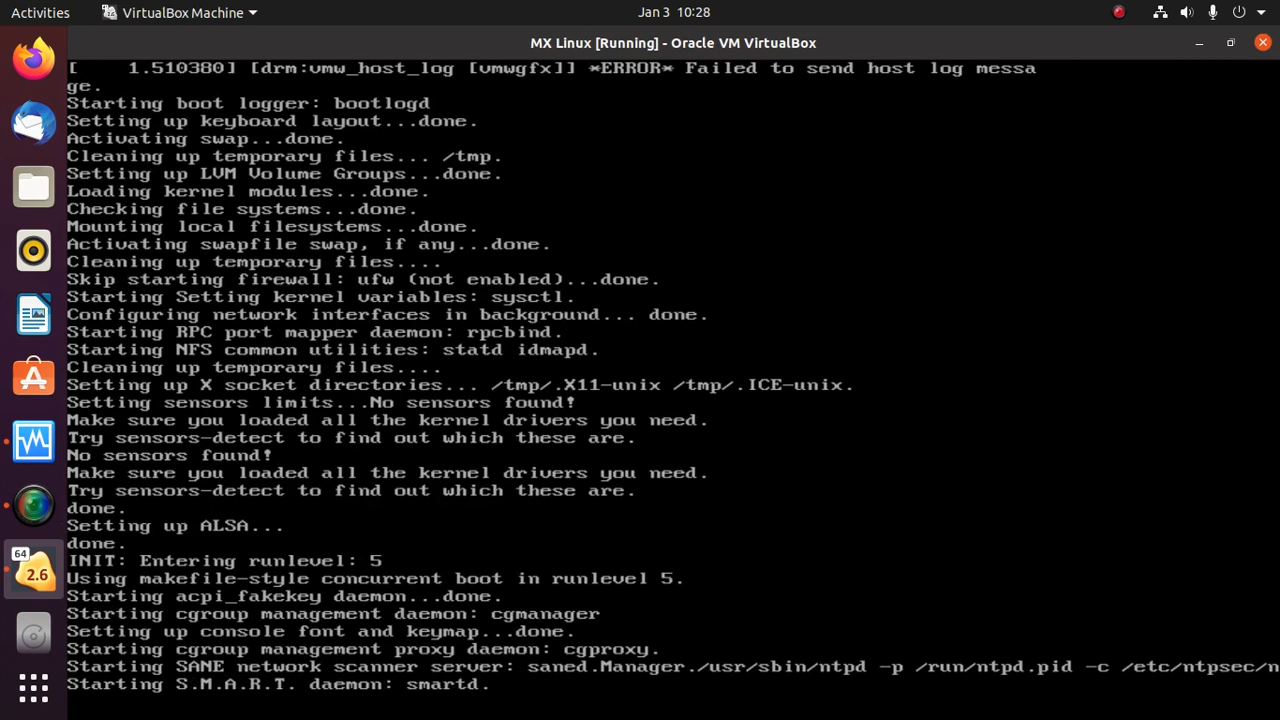 Activities
VirtualBox Machine
Jan 3 10:28
MX Linux [Running] - Oracle VM VirtualBox
[    1.510380] [drm:vmw_host_log [vmwgfx]] *ERROR* Failed to send host log messa
ge.
Starting boot logger: bootlogd
Setting up keyboard layout...done.
Activating swap...done.
Cleaning up temporary files... /tmp.
Setting up LVM Volume Groups...done.
Loading kernel modules...done.
Checking file systems...done.
Mounting local filesystems...done.
Activating swapfile swap, if any...done.
Cleaning up temporary files....
Skip starting firewall: ufw (not enabled)...done.
Starting Setting kernel variables: sysctl.
Configuring network interfaces in background... done.
Starting RPC port mapper daemon: rpcbind.
Starting NFS common utilities: statd idmapd.
Cleaning up temporary files....
Setting up X socket directories... /tmp/.X11-unix /tmp/.ICE-unix.
Setting sensors limits...No sensors found!
Make sure you loaded all the kernel drivers you need.
Try sensors-detect to find out which these are.
No sensors found!
Make sure you loaded all the kernel drivers you need.
Try sensors-detect to find out which these are.
done.
Setting up ALSA...
done.
INIT: Entering runlevel: 5
Using makefile-style concurrent boot in runlevel 5.
Starting acpi_fakekey daemon...done.
Starting cgroup management daemon: cgmanager
Setting up console font and keymap...done.
Starting cgroup management proxy daemon: cgproxy.
Starting SANE network scanner server: saned.Manager./usr/sbin/ntpd -p /run/ntpd.pid -c /etc/ntpsec/n
Starting S.M.A.R.T. daemon: smartd.
64
2.6